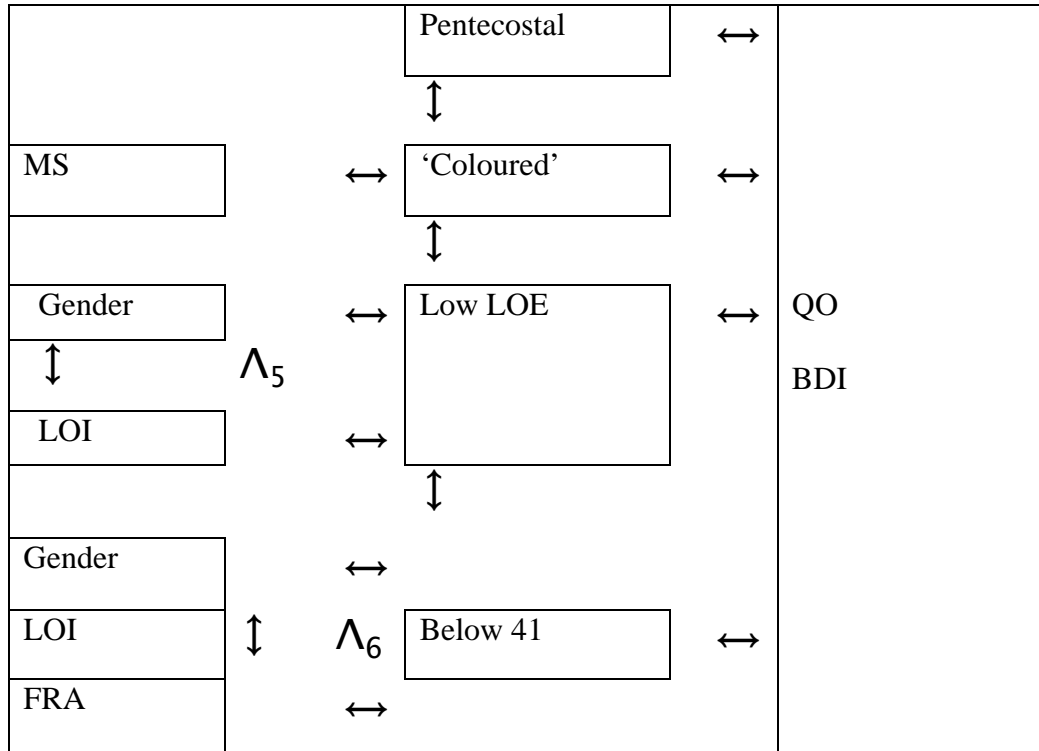 Pentecostal ↔
↕
MS ↔ ‘Coloured’ ↔
↕
Gender ↔ Low LOE ↔ QO
↕ Λ5 BDI
LOI ↔
↕
Gender ↔
LOI ↕ Λ6 Below 41 ↔
FRA ↔